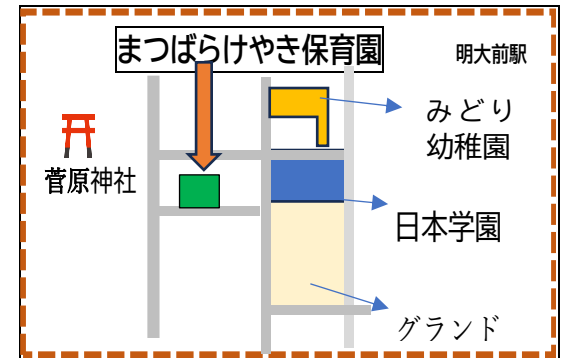 まつばらけやき保育園
明大前駅
みどり
幼稚園
菅原神社
日本学園
グランド